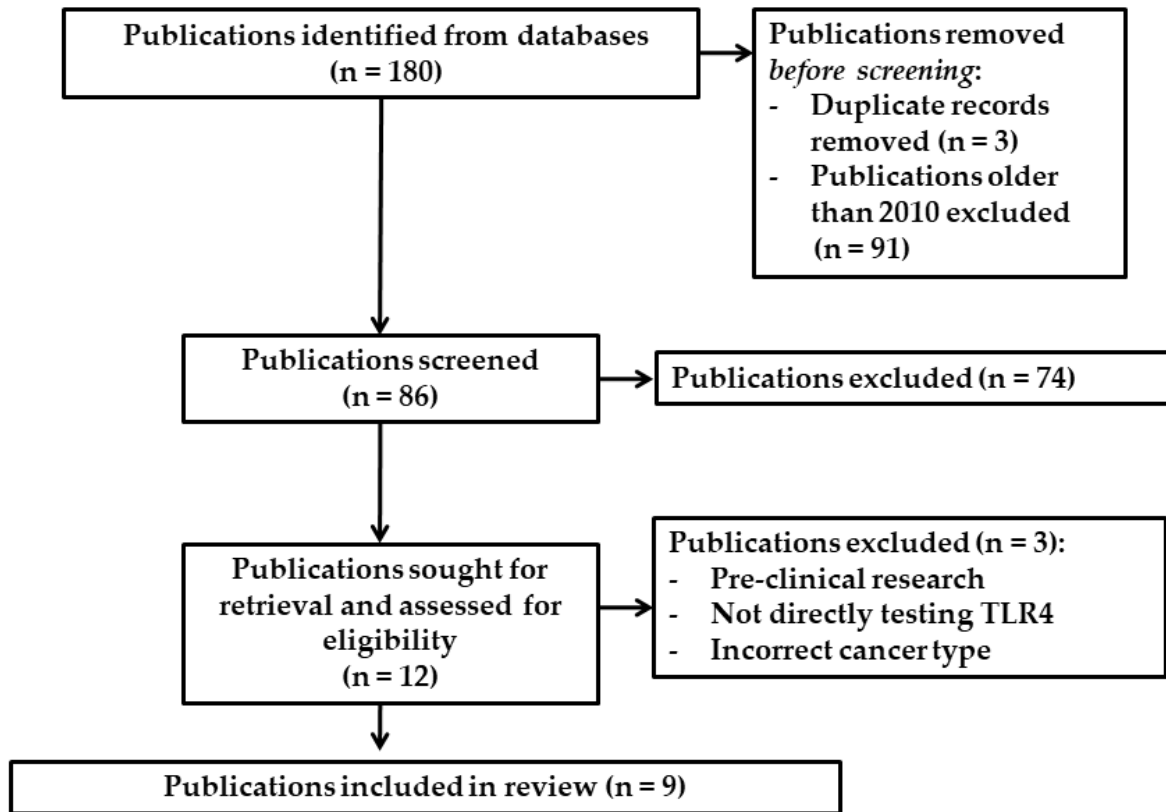 Publications identified from databases
(n = 180)
Publications removed
before screening:
- Duplicate records
removed (n = 3)
- Publications older
than 2010 excluded
(n = 91)
Publications screened
(n = 86)
Publications excluded (n = 74)
Publications sought for
retrieval and assessed for
eligibility
(n = 12)
Publications excluded (n = 3):
- Pre-clinical research
- Not directly testing TLR4
- Incorrect cancer type
Publications included in review (n = 9)